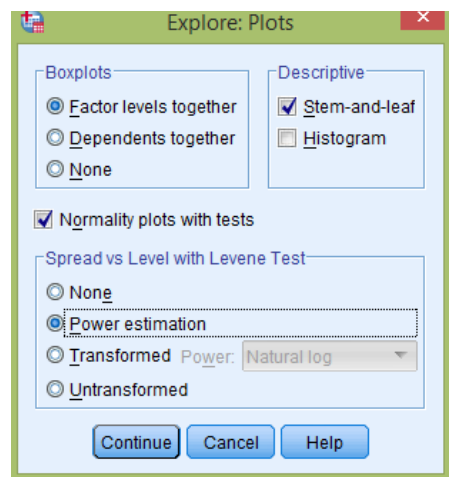 Explore: Plots
Boxplots
Factor levels together
Dependents together
None
Descriptive
Stem-and-leaf
Histogram
Normality plots with tests
Spread vs Level with Levene Test
None
Power estimation
Transformed Power: Natural log
Untransformed
Continue Cancel Help